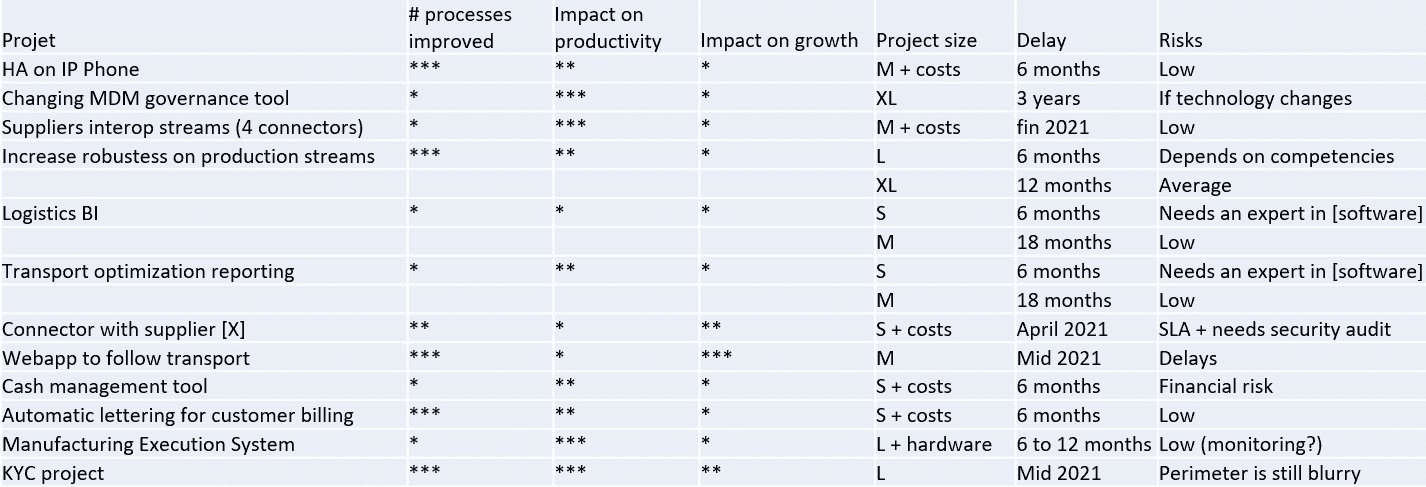 Projet # processes improved Impact on productivity Impact on growth Project size Delay Risks
HA on IP Phone *** ** * M + costs 6 months Low
Changing MDM governance tool * *** * XL 3 years If technology changes
Suppliers interop streams (4 connectors) * *** * M + costs fin 2021 Low
Increase robustess on production streams *** ** * L 6 months Depends on competencies
XL 12 months Average
Logistics BI * * * S 6 months Needs an expert in [software]
M 18 months Low
Transport optimization reporting * ** * S 6 months Needs an expert in [software]
M 18 months Low
Connector with supplier [X] ** * ** S + costs April 2021 SLA + needs security audit
Webapp to follow transport *** * *** M Mid 2021 Delays
Cash management tool * ** * S + costs 6 months Financial risk
Automatic lettering for customer billing *** ** * S + costs 6 months Low
Manufacturing Execution System * *** * L + hardware 6 to 12 months Low (monitoring?)
KYC project *** *** ** L Mid 2021 Perimeter is still blurry